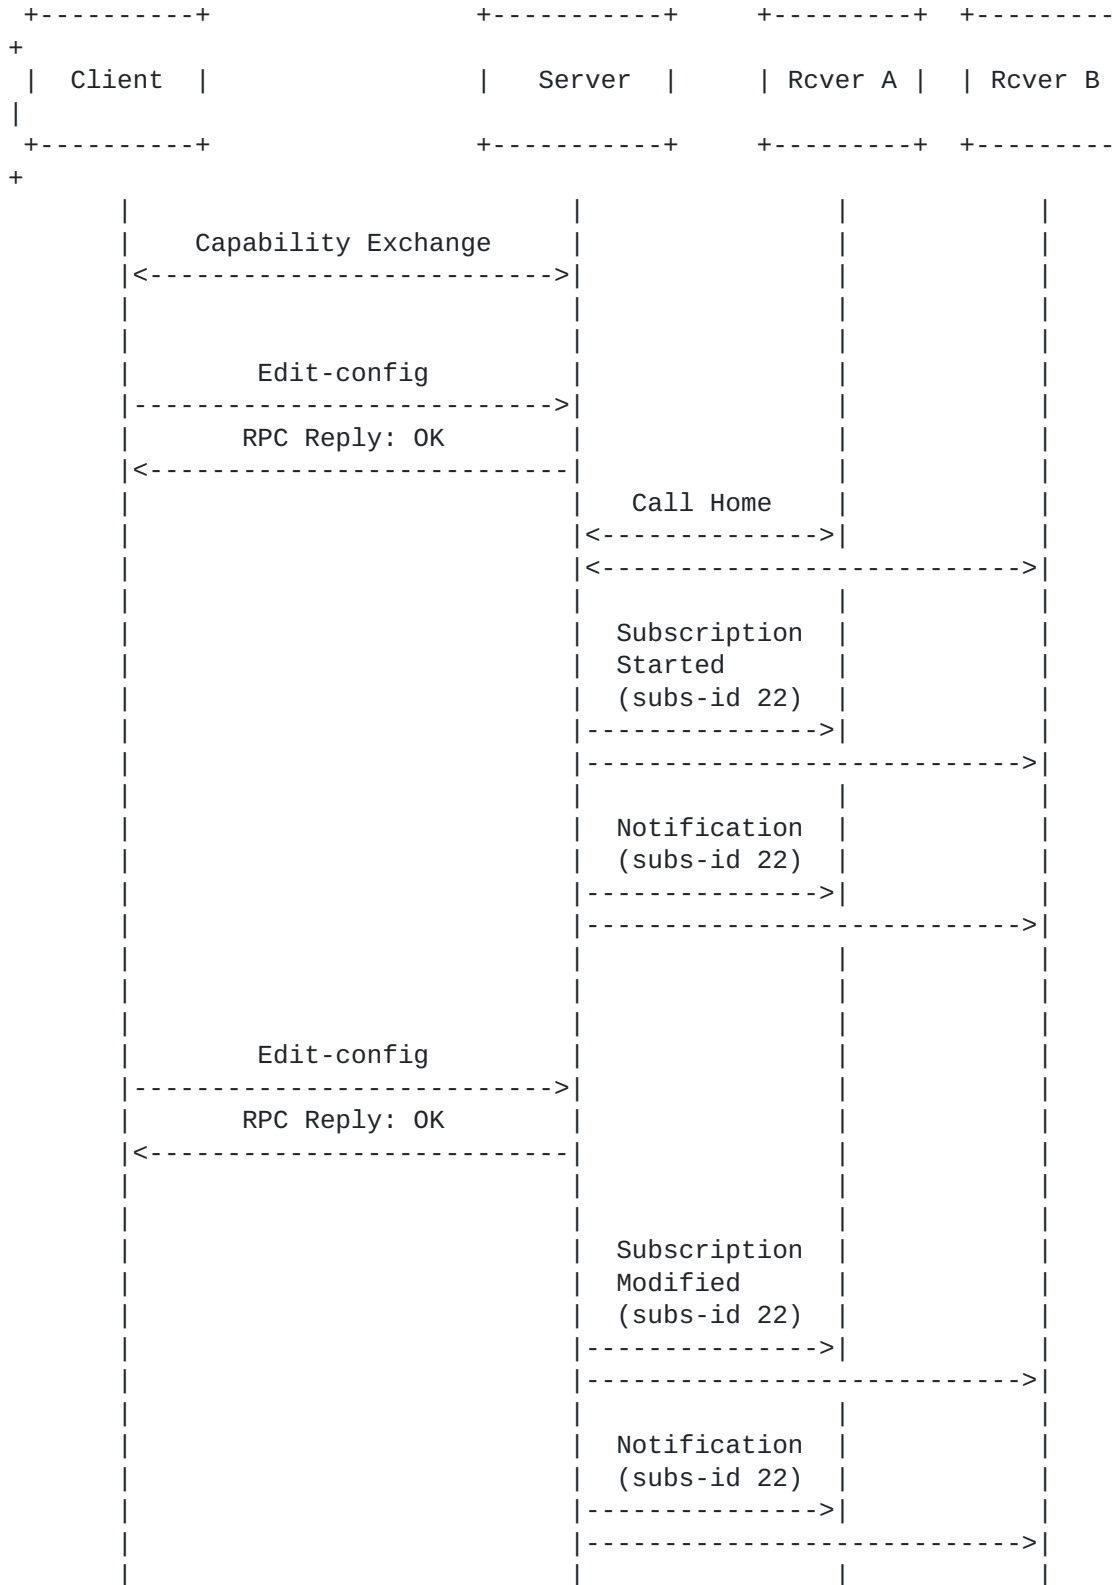 +----------+ +-----------+ +---------+ +---------
+
| Client | | Server | | Rcver A | | Rcver B
|
+----------+ +-----------+ +---------+ +---------
+
| | | |
| Capability Exchange | | |
|<-------------------------->| | |
| | | |
| | | |
| Edit-config | | |
|--------------------------->| | |
| RPC Reply: OK | | |
|<---------------------------| | |
| | Call Home | |
| |<-------------->| |
| |<--------------------------->|
| | | |
| | Subscription | |
| | Started | |
| | (subs-id 22) | |
| |--------------->| |
| |---------------------------->|
| | | |
| | Notification | |
| | (subs-id 22) | |
| |--------------->| |
| |---------------------------->|
| | | |
| | | |
| | | |
| Edit-config | | |
|--------------------------->| | |
| RPC Reply: OK | | |
|<---------------------------| | |
| | | |
| | | |
| | Subscription | |
| | Modified | |
| | (subs-id 22) | |
| |--------------->| |
| |---------------------------->|
| | | |
| | Notification | |
| | (subs-id 22) | |
| |--------------->| |
| |---------------------------->|
| | | |